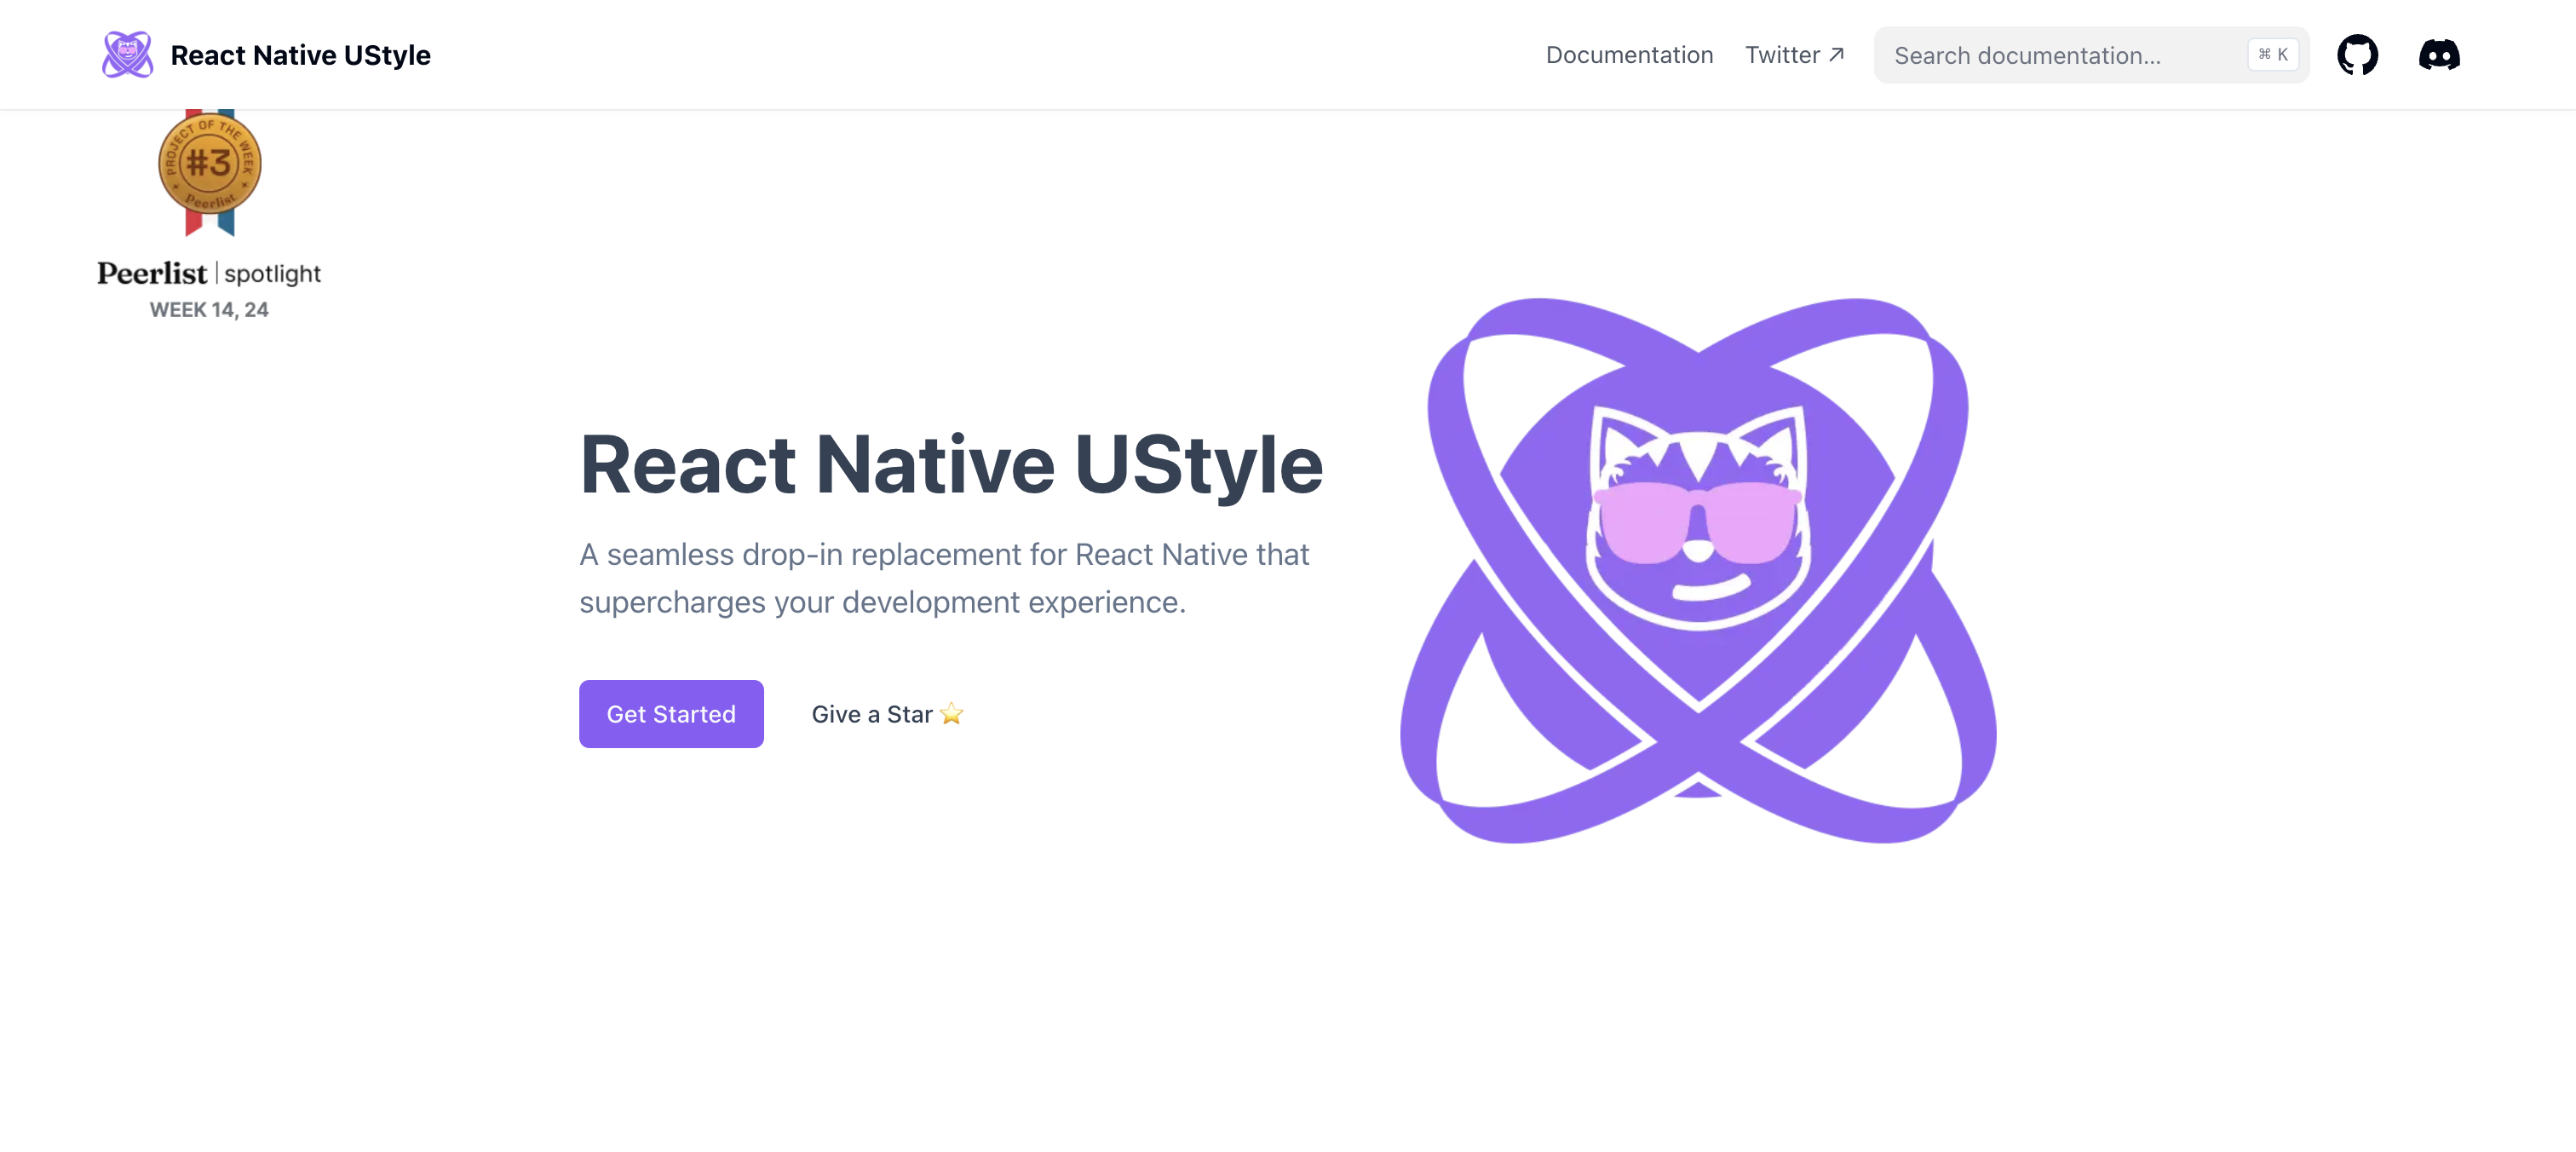 React Native UStyle
Documentation
Twitter ↗
Search documentation...
⌘ K
PROJECT OF THE WEEK
#3
Peerlist
Peerlist | spotlight
WEEK 14, 24
React Native UStyle
A seamless drop-in replacement for React Native that
supercharges your development experience.
Get Started
Give a Star ⭐